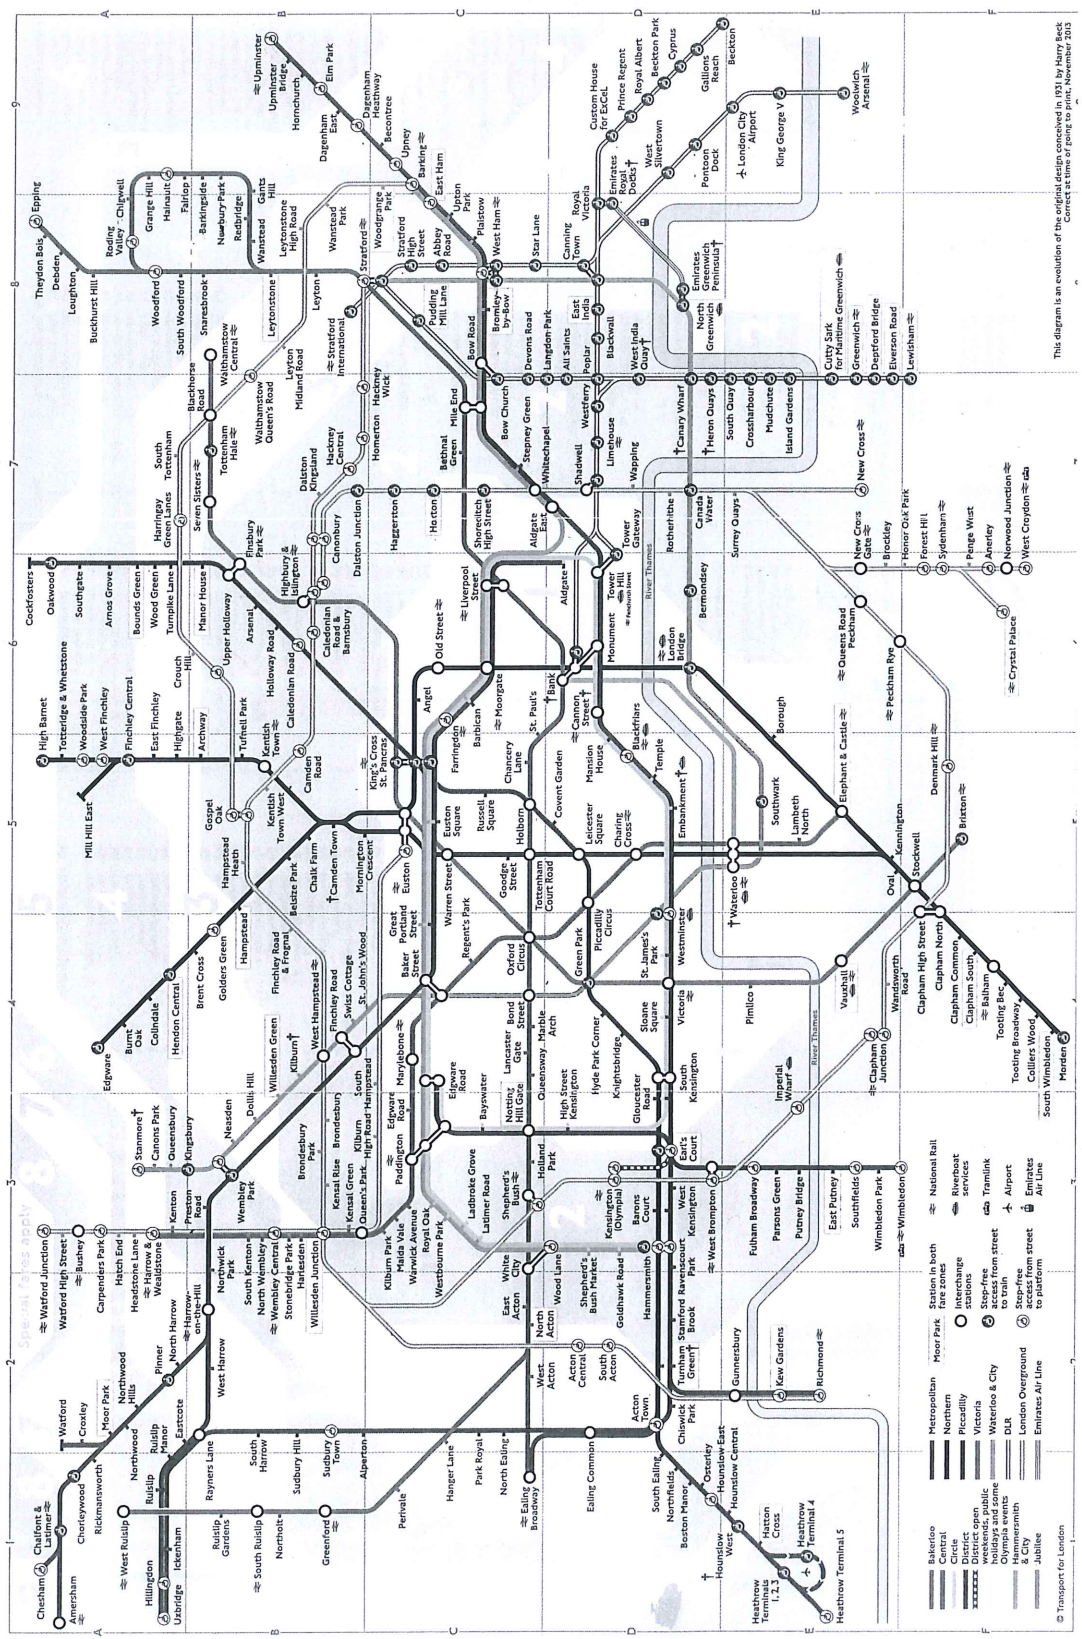 Chesham
Chalfont &
Latimer
Amersham
Chorleywood
Rickmansworth
Watford
Croxley
Moor Park
Northwood
Northwood
Hills
Pinner
North Harrow
Harrow-
on-the-Hill
Northwick
Park
Preston
Road
Wembley
Park
West Harrow
Rayners Lane
Eastcote
Ruislip
Manor
Ruislip
Ickenham
Hillingdon
Uxbridge
West Ruislip
Ruislip
Gardens
South Ruislip
Northolt
Greenford
Perivale
Hanger Lane
South
Harrow
Sudbury Hill
Sudbury
Town
Alperton
Park Royal
North Ealing
Ealing
Broadway
Ealing Common
West
Acton
North
Acton
East
Acton
White
City
Shepherd's
Bush
Holland
Park
Notting
Hill Gate
Queensway
Lancaster
Gate
Marble
Arch
Bond
Street
Oxford
Circus
Tottenham
Court Road
Holborn
Chancery
Lane
St. Paul's
Bank
Watford Junction
Watford High Street
Bushey
Carpenders Park
Hatch End
Headstone Lane
Harrow &
Wealdstone
Kenton
South Kenton
North Wembley
Wembley Central
Stonebridge Park
Harlesden
Willesden Junction
Kensal Rise
Kensal Green
Queen's Park
Brondesbury
Park
Brondesbury
Kilburn
High Road
South
Hampstead
Kilburn Park
Maida Vale
Warwick Avenue
Royal Oak
Westbourne Park
Ladbroke Grove
Latimer Road
Wood Lane
Shepherd's
Bush Market
Goldhawk Road
Hammersmith
Paddington
Edgware
Road
Edgware
Road
Marylebone
Baker
Street
Stanmore
Canons Park
Queensbury
Kingsbury
Neasden
Dollis Hill
Willesden Green
Kilburn
West Hampstead
Finchley Road
Swiss Cottage
St. John's Wood
Edgware
Burnt
Oak
Colindale
Hendon Central
Brent Cross
Golders Green
Hampstead
Belsize Park
Chalk Farm
Camden Town
Mornington
Crescent
Euston
Finchley Road
& Frognal
Hampstead
Heath
Gospel
Oak
Kentish
Town West
Camden
Road
Mill Hill East
High Barnet
Totteridge & Whetstone
Woodside Park
West Finchley
Finchley Central
East Finchley
Highgate
Archway
Tufnell Park
Kentish
Town
Cockfosters
Oakwood
Southgate
Arnos Grove
Bounds Green
Wood Green
Turnpike Lane
Manor House
Finsbury
Park
Arsenal
Holloway Road
Caledonian Road
King's Cross
St. Pancras
Crouch
Hill
Upper Holloway
Harringay
Green Lanes
South
Tottenham
Seven Sisters
Tottenham
Hale
Blackhorse
Road
Walthamstow
Central
Walthamstow
Queen's Road
Leyton
Midland Road
Leytonstone
High Road
Wanstead
Park
Woodgrange
Park
Highbury &
Islington
Caledonian
Road &
Barnsbury
Canonbury
Dalston
Kingsland
Dalston Junction
Haggerston
Hoxton
Shoreditch
High Street
Hackney
Central
Homerton
Hackney
Wick
Epping
Theydon Bois
Debden
Loughton
Buckhurst Hill
Roding
Valley
Chigwell
Grange Hill
Hainault
Fairlop
Barkingside
Newbury Park
Gants
Hill
Redbridge
Wanstead
Woodford
South Woodford
Snaresbrook
Leytonstone
Leyton
Stratford
Stratford
International
Stratford
High
Street
Abbey
Road
West Ham
Pudding
Mill Lane
Bromley-
by-Bow
Bow Road
Bow Church
Devons Road
Langdon Park
All Saints
Mile End
Bethnal
Green
Stepney Green
Whitechapel
Aldgate
East
Aldgate
Liverpool
Street
Upminster
Upminster
Bridge
Hornchurch
Elm Park
Dagenham
East
Dagenham
Heathway
Becontree
Upney
Barking
East Ham
Upton
Park
Plaistow
Great
Portland
Street
Euston
Square
Warren Street
Goodge
Street
Regent's Park
Russell
Square
Farringdon
Barbican
Moorgate
Angel
Old Street
Covent Garden
Leicester
Square
Charing
Cross
Piccadilly
Circus
Green Park
Hyde Park Corner
Knightsbridge
South
Kensington
Gloucester
Road
High Street
Kensington
Bayswater
Earl's
Court
Kensington
(Olympia)
Barons
Court
West
Kensington
West Brompton
Fulham Broadway
Parsons Green
Putney Bridge
East Putney
Southfields
Wimbledon Park
Wimbledon
Acton
Central
South
Acton
Acton
Town
Chiswick
Park
Turnham
Green
Stamford
Brook
Ravenscourt
Park
Gunnersbury
Kew Gardens
Richmond
South Ealing
Northfields
Boston Manor
Osterley
Hounslow East
Hounslow Central
Hounslow
West
Hatton
Cross
Heathrow
Terminal 4
Heathrow
Terminals
1, 2, 3
Heathrow Terminal 5
Sloane
Square
Victoria
St. James's
Park
Westminster
Embankment
Temple
Blackfriars
Mansion
House
Cannon
Street
Monument
Tower
Hill
Fenchurch Street
Tower
Gateway
Shadwell
Limehouse
Westferry
Poplar
Blackwall
East
India
Canning
Town
Star Lane
Royal
Victoria
Custom House
for ExCeL
Prince Regent
Royal Albert
Beckton Park
Cyprus
Gallions
Reach
Beckton
West
Silvertown
Pontoon
Dock
London City
Airport
King George V
Woolwich
Arsenal
Emirates
Royal
Docks
Emirates
Greenwich
Peninsula
North
Greenwich
West India
Quay
Canary Wharf
Heron Quays
South Quay
Crossharbour
Mudchute
Island Gardens
Cutty Sark
for Maritime Greenwich
Greenwich
Deptford Bridge
Elverson Road
Lewisham
Wapping
Rotherhithe
Canada
Water
Surrey Quays
New Cross
New Cross
Gate
Brockley
Honor Oak Park
Forest Hill
Sydenham
Penge West
Anerley
Norwood Junction
West Croydon
Crystal Palace
Bermondsey
London
Bridge
Borough
Southwark
Waterloo
Lambeth
North
Elephant & Castle
Kennington
Oval
Stockwell
Brixton
Pimlico
Vauxhall
Clapham North
Clapham High Street
Clapham Common
Clapham South
Balham
Tooting Bec
Tooting Broadway
Colliers Wood
South Wimbledon
Morden
Wandsworth
Road
Clapham
Junction
Imperial
Wharf
Denmark Hill
Peckham Rye
Queens Road
Peckham
River Thames
River Thames
Special fares apply
1 2 3 4 5 6 7 8 9
A B C D E F
Bakerloo
Central
Circle
District
District open
weekends, public
holidays and some
Olympia events
Hammersmith
& City
Jubilee
Metropolitan
Northern
Piccadilly
Victoria
Waterloo & City
DLR
London Overground
Emirates Air Line
Moor Park
Station in both
fare zones
Interchange
stations
Step-free
access from street
to train
Step-free
access from street
to platform
National Rail
Riverboat
services
Tramlink
Airport
Emirates
Air Line
© Transport for London
This diagram is an evolution of the original design conceived in 1931 by Harry Beck
Correct at time of going to print, November 2013